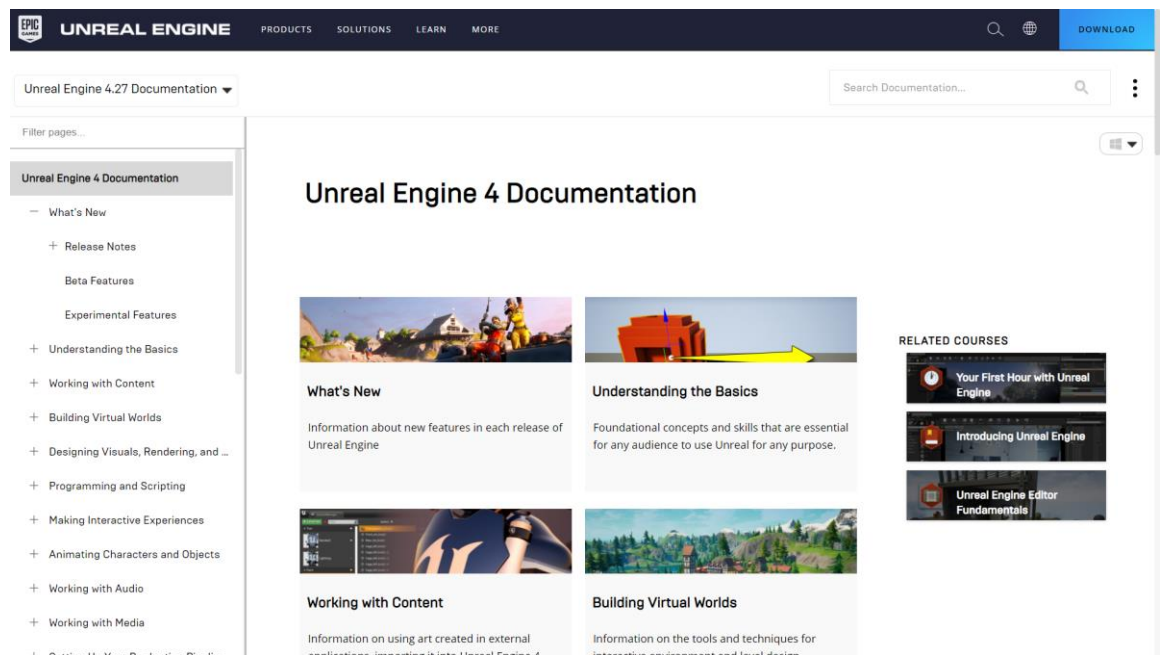 EPIC GAMES
UNREAL ENGINE
PRODUCTS
SOLUTIONS
LEARN
MORE
DOWNLOAD
Unreal Engine 4.27 Documentation
Search Documentation...
Filter pages...
Unreal Engine 4 Documentation
What's New
Release Notes
Beta Features
Experimental Features
Understanding the Basics
Working with Content
Building Virtual Worlds
Designing Visuals, Rendering, and ...
Programming and Scripting
Making Interactive Experiences
Animating Characters and Objects
Working with Audio
Working with Media
Unreal Engine 4 Documentation
What's New
Information about new features in each release of
Unreal Engine
Understanding the Basics
Foundational concepts and skills that are essential
for any audience to use Unreal for any purpose.
Working with Content
Information on using art created in external
Building Virtual Worlds
Information on the tools and techniques for
RELATED COURSES
Your First Hour with Unreal
Engine
Introducing Unreal Engine
Unreal Engine Editor
Fundamentals